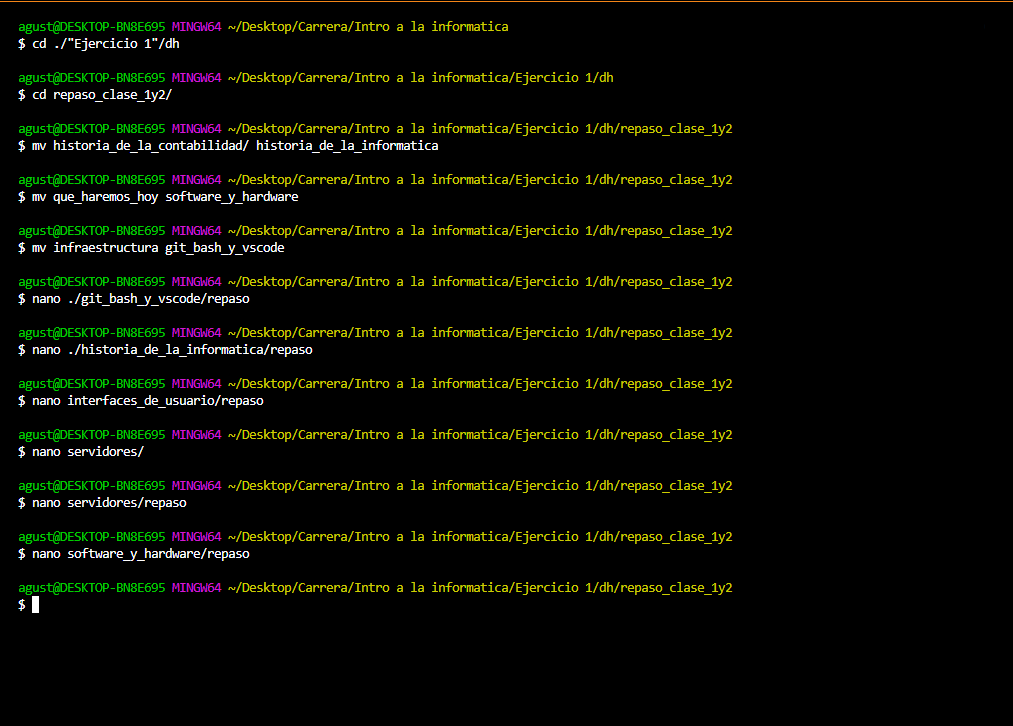 agust@DESKTOP-BN8E695 MINGW64 ~/Desktop/Carrera/Intro a la informatica
$ cd ./"Ejercicio 1"/dh
agust@DESKTOP-BN8E695 MINGW64 ~/Desktop/Carrera/Intro a la informatica/Ejercicio 1/dh
$ cd repaso_clase_1y2/
agust@DESKTOP-BN8E695 MINGW64 ~/Desktop/Carrera/Intro a la informatica/Ejercicio 1/dh/repaso_clase_1y2
$ mv historia_de_la_contabilidad/ historia_de_la_informatica
agust@DESKTOP-BN8E695 MINGW64 ~/Desktop/Carrera/Intro a la informatica/Ejercicio 1/dh/repaso_clase_1y2
$ mv que_haremos_hoy software_y_hardware
agust@DESKTOP-BN8E695 MINGW64 ~/Desktop/Carrera/Intro a la informatica/Ejercicio 1/dh/repaso_clase_1y2
$ mv infraestructura git_bash_y_vscode
agust@DESKTOP-BN8E695 MINGW64 ~/Desktop/Carrera/Intro a la informatica/Ejercicio 1/dh/repaso_clase_1y2
$ nano ./git_bash_y_vscode/repaso
agust@DESKTOP-BN8E695 MINGW64 ~/Desktop/Carrera/Intro a la informatica/Ejercicio 1/dh/repaso_clase_1y2
$ nano ./historia_de_la_informatica/repaso
agust@DESKTOP-BN8E695 MINGW64 ~/Desktop/Carrera/Intro a la informatica/Ejercicio 1/dh/repaso_clase_1y2
$ nano interfaces_de_usuario/repaso
agust@DESKTOP-BN8E695 MINGW64 ~/Desktop/Carrera/Intro a la informatica/Ejercicio 1/dh/repaso_clase_1y2
$ nano servidores/
agust@DESKTOP-BN8E695 MINGW64 ~/Desktop/Carrera/Intro a la informatica/Ejercicio 1/dh/repaso_clase_1y2
$ nano servidores/repaso
agust@DESKTOP-BN8E695 MINGW64 ~/Desktop/Carrera/Intro a la informatica/Ejercicio 1/dh/repaso_clase_1y2
$ nano software_y_hardware/repaso
agust@DESKTOP-BN8E695 MINGW64 ~/Desktop/Carrera/Intro a la informatica/Ejercicio 1/dh/repaso_clase_1y2
$